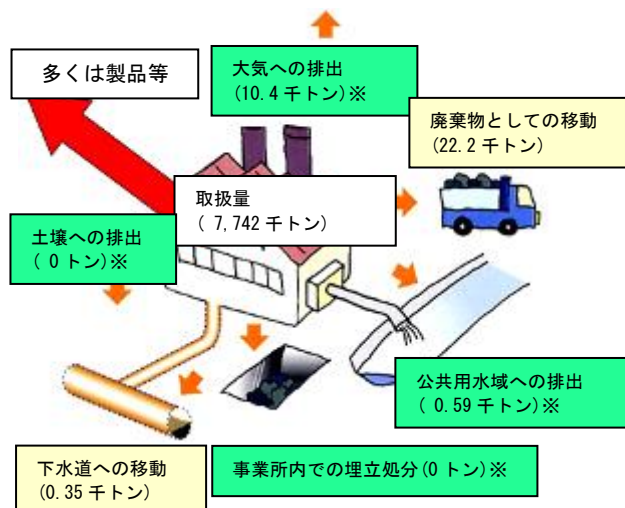 多くは製品等
大気への排出
(10.4 千トン)※
廃棄物としての移動
(22.2 千トン)
取扱量
( 7,742 千トン)
土壌への排出
( 0 トン)※
公共用水域への排出
( 0.59 千トン)※
下水道への移動
(0.35 千トン)
事業所内での埋立処分(0 トン)※